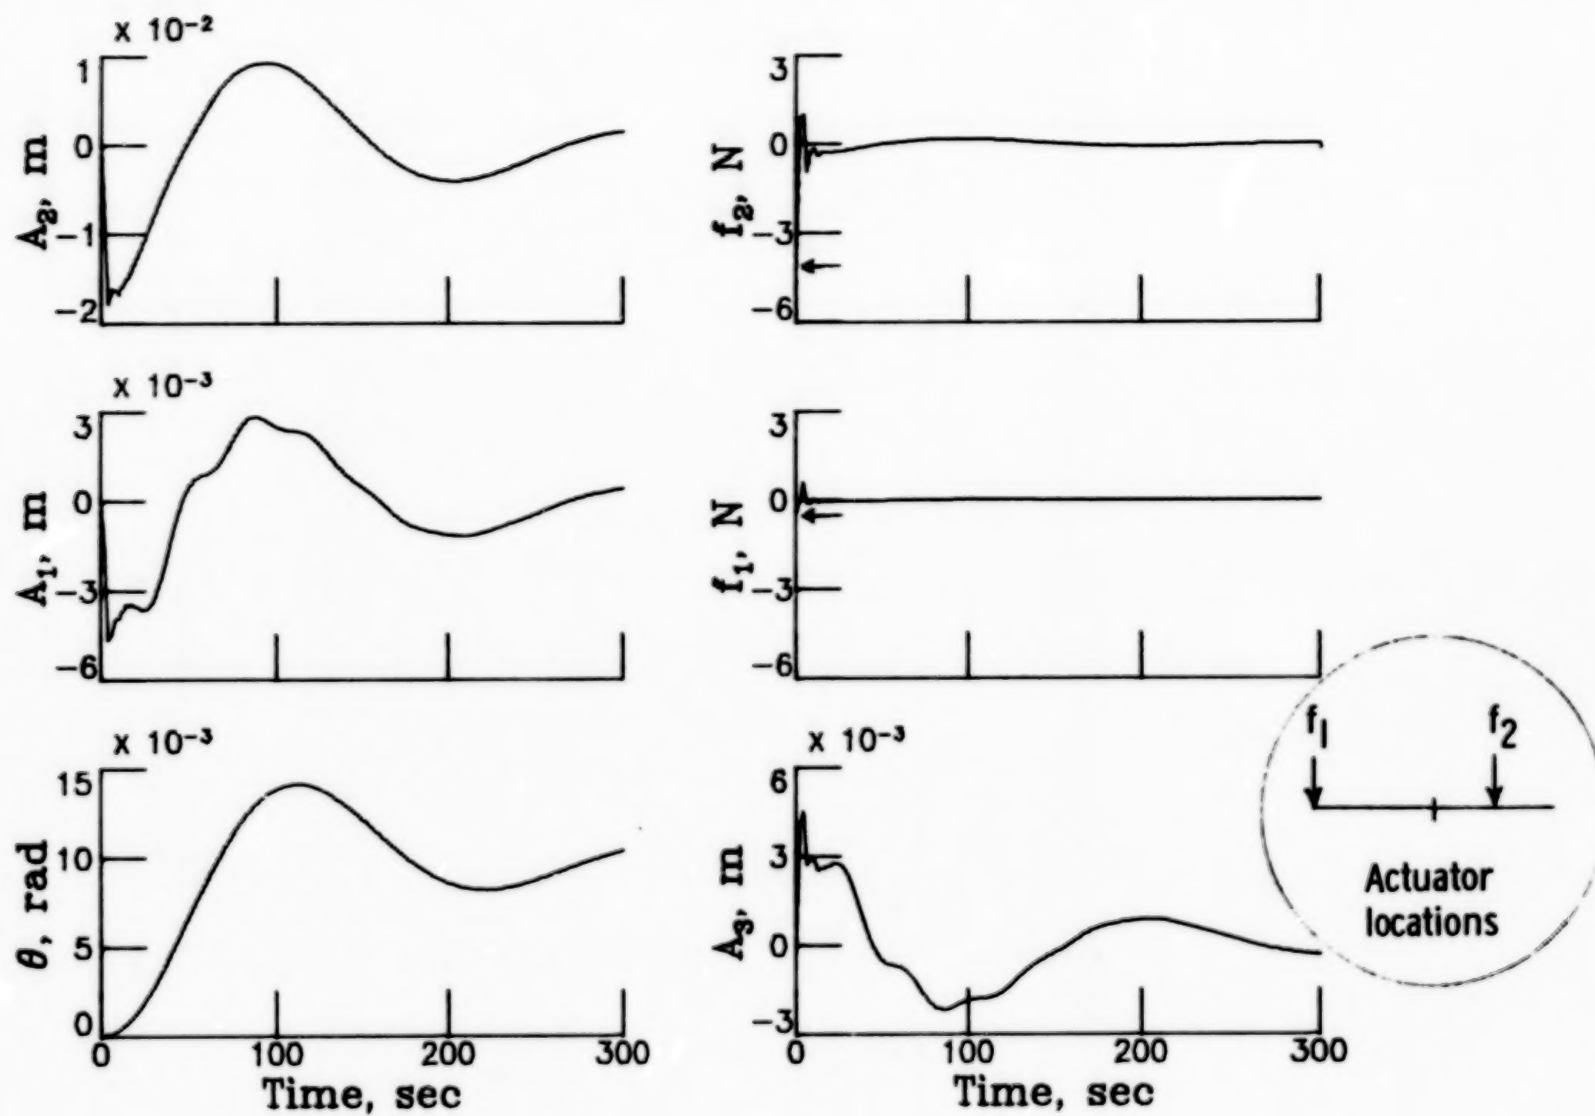 x 10⁻²
1
0
-1
-2
A₂, m
3
0
-3
-6
f₂, N
x 10⁻³
3
0
-3
-6
A₁, m
3
0
-3
-6
f₁, N
x 10⁻³
15
10
5
0
θ, rad
0 100 200 300
Time, sec
x 10⁻³
6
3
0
-3
A₃, m
0 100 200 300
Time, sec
f₁ f₂
Actuator
locations